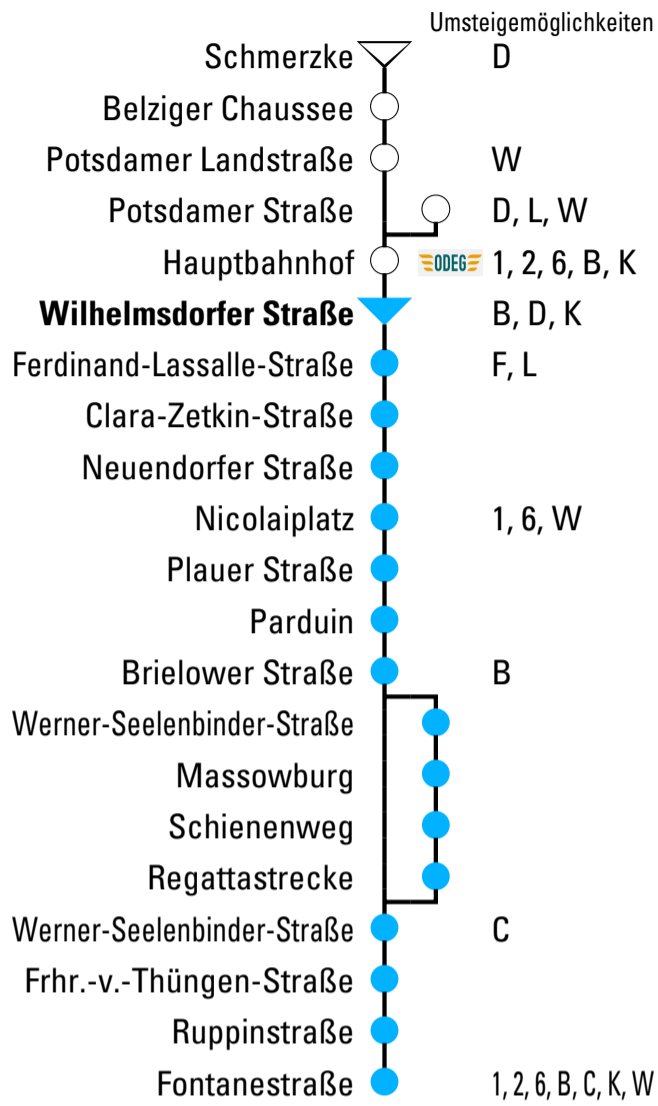 Umsteigemöglichkeiten
Schmerzke D
Belziger Chaussee
Potsdamer Landstraße W
Potsdamer Straße D, L, W
Hauptbahnhof ODEG 1, 2, 6, B, K
Wilhelmsdorfer Straße B, D, K
Ferdinand-Lassalle-Straße F, L
Clara-Zetkin-Straße
Neuendorfer Straße
Nicolaiplatz 1, 6, W
Plauer Straße
Parduin
Brielower Straße B
Werner-Seelenbinder-Straße
Massowburg
Schienenweg
Regattastrecke
Werner-Seelenbinder-Straße C
Frhr.-v.-Thüngen-Straße
Ruppinstraße
Fontanestraße 1, 2, 6, B, C, K, W